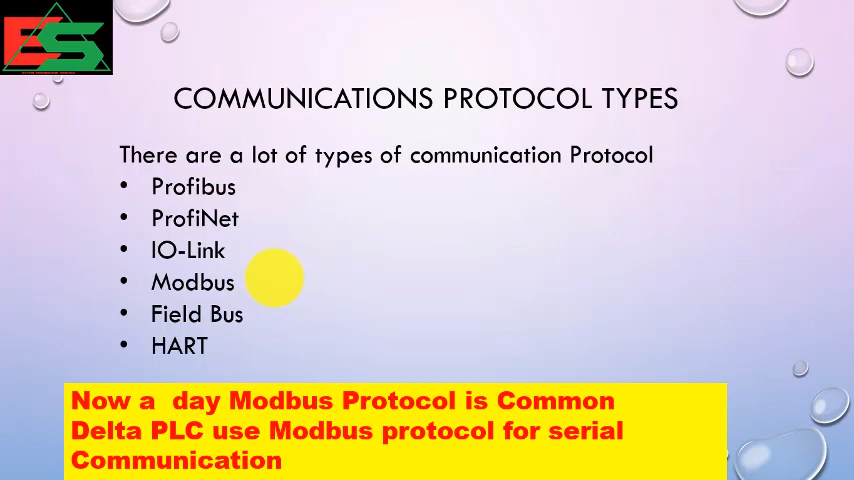 ES
COMMUNICATIONS PROTOCOL TYPES
There are a lot of types of communication Protocol
• Profibus
• ProfiNet
• IO-Link
• Modbus
• Field Bus
• HART
Now a day Modbus Protocol is Common
Delta PLC use Modbus protocol for serial
Communication